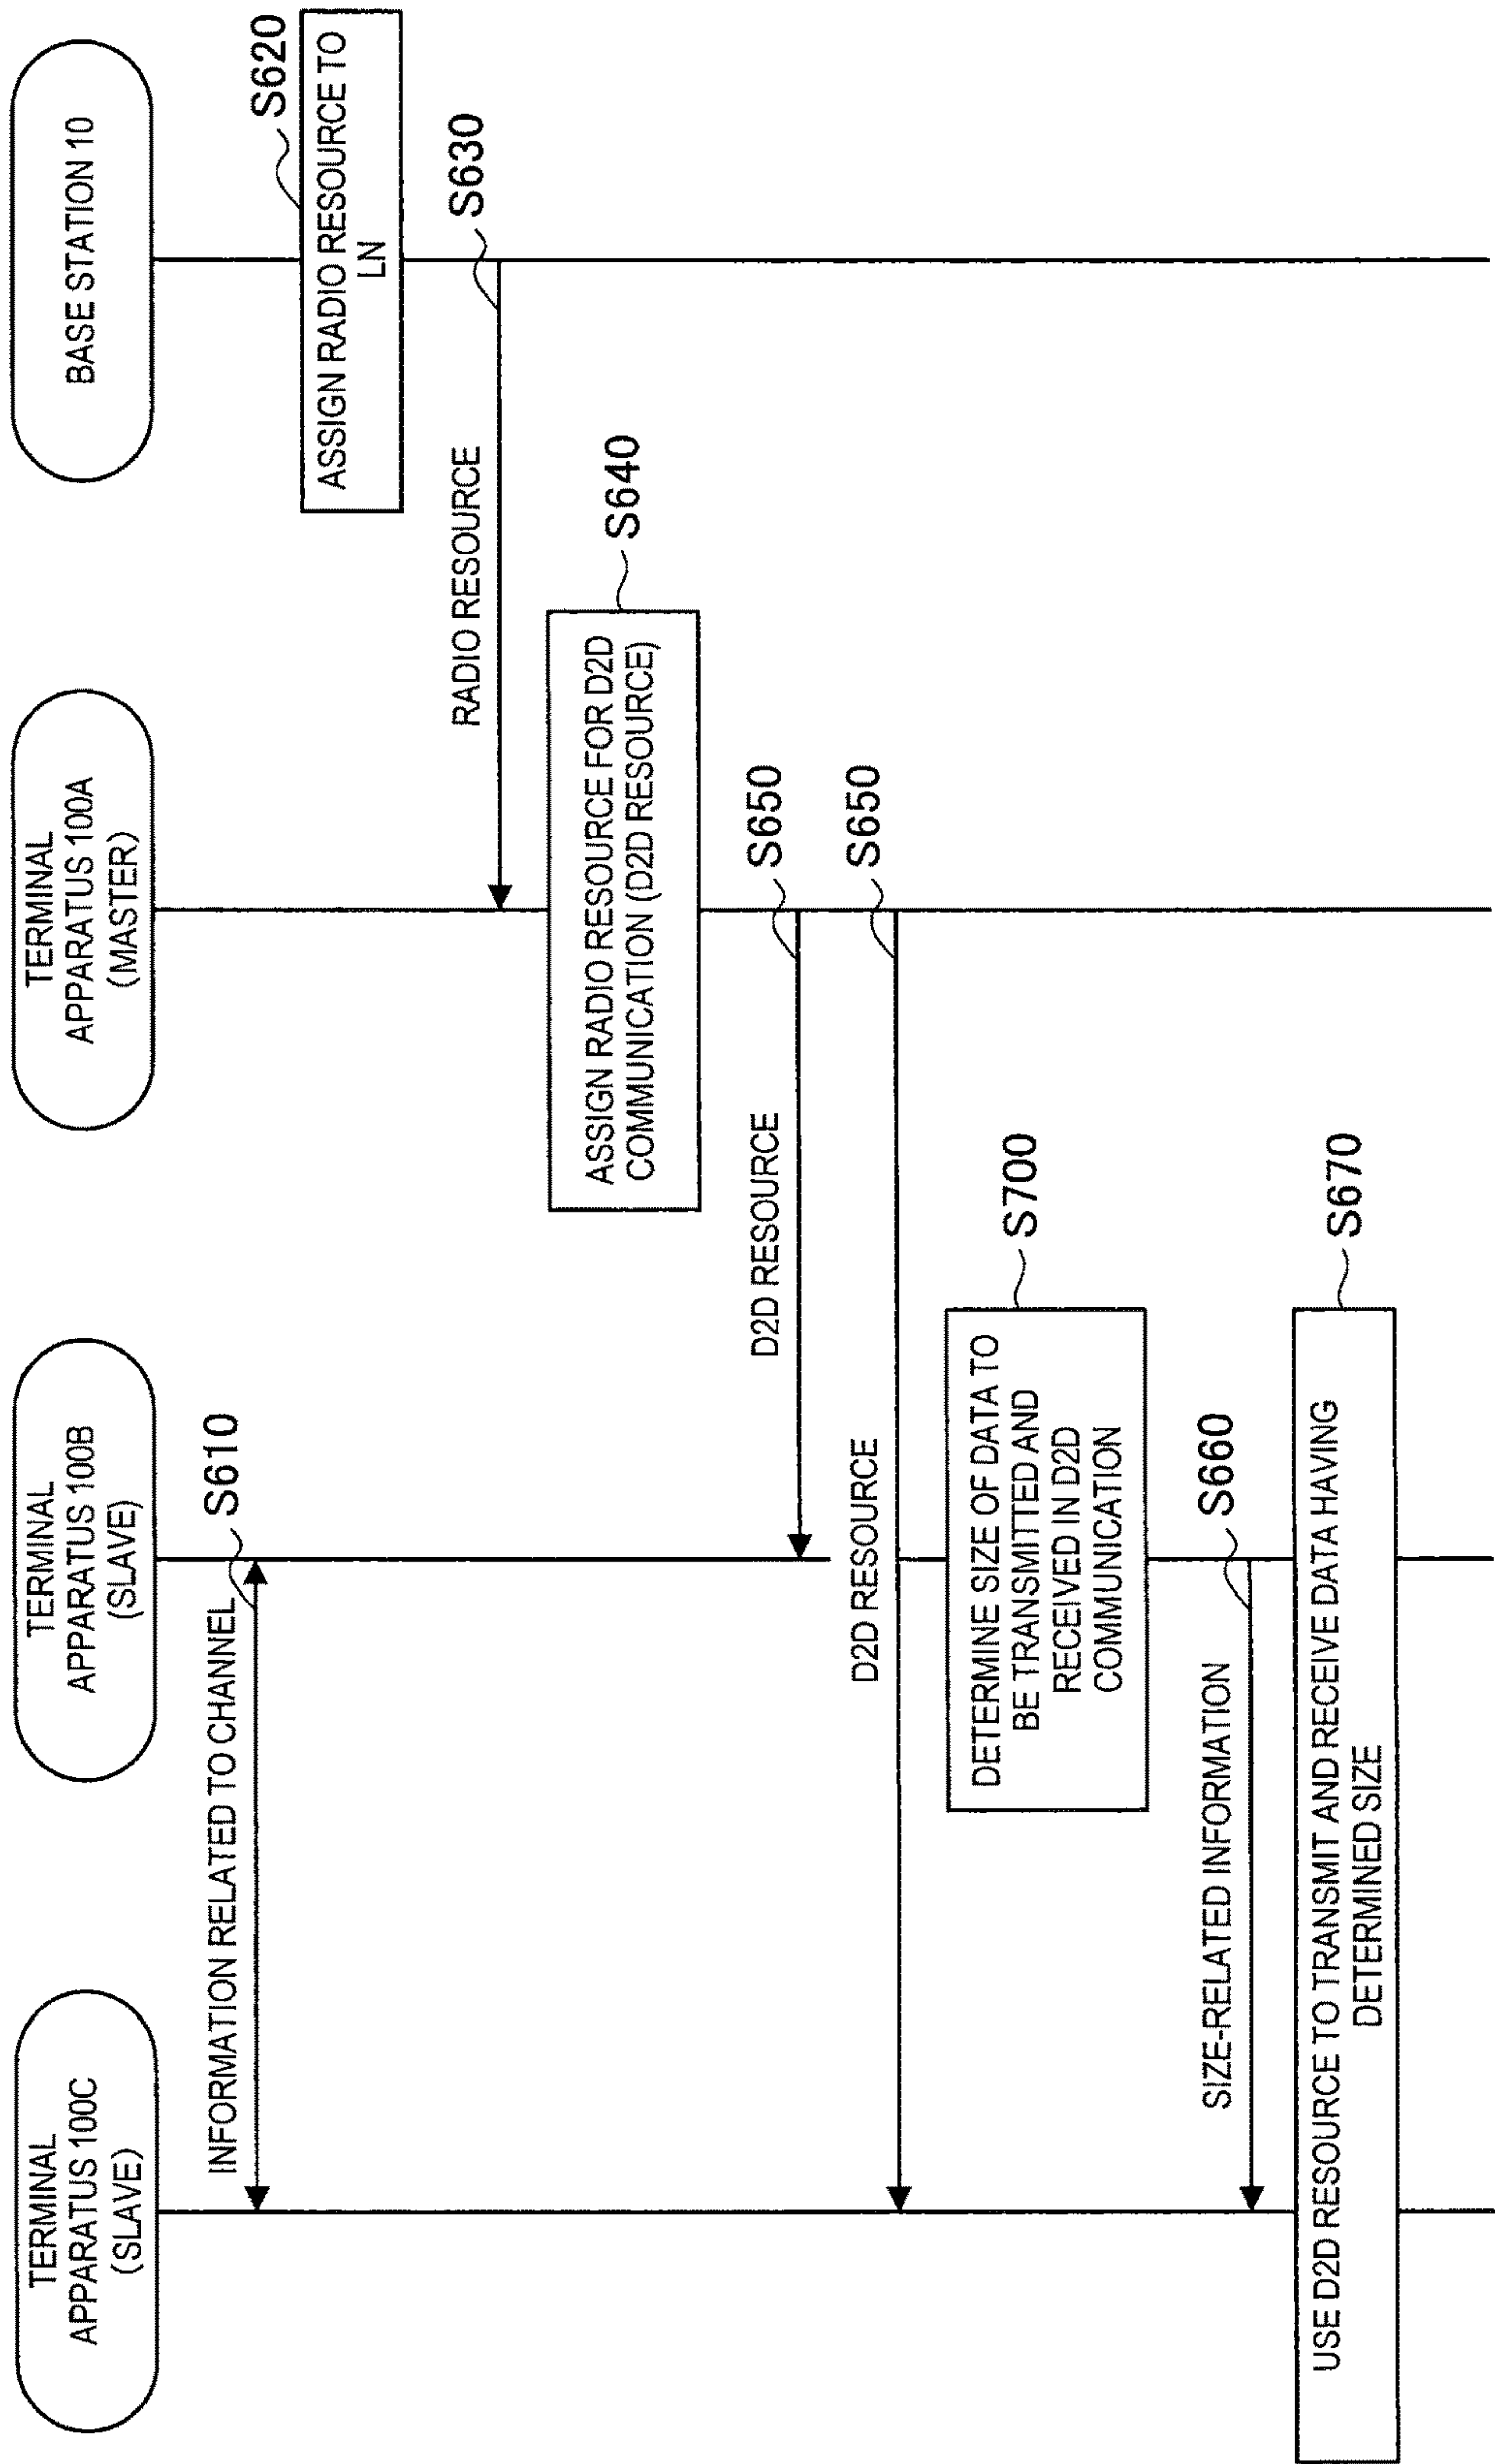 TERMINAL
APPARATUS 100C
(SLAVE)
TERMINAL
APPARATUS 100B
(SLAVE)
TERMINAL
APPARATUS 100A
(MASTER)
BASE STATION 10
INFORMATION RELATED TO CHANNEL
S610
S620
ASSIGN RADIO RESOURCE TO
LN
RADIO RESOURCE
S630
ASSIGN RADIO RESOURCE FOR D2D
COMMUNICATION (D2D RESOURCE)
S640
D2D RESOURCE
S650
D2D RESOURCE
S650
DETERMINE SIZE OF DATA TO
BE TRANSMITTED AND
RECEIVED IN D2D
COMMUNICATION
S700
SIZE-RELATED INFORMATION
S660
USE D2D RESOURCE TO TRANSMIT AND RECEIVE DATA HAVING
DETERMINED SIZE
S670